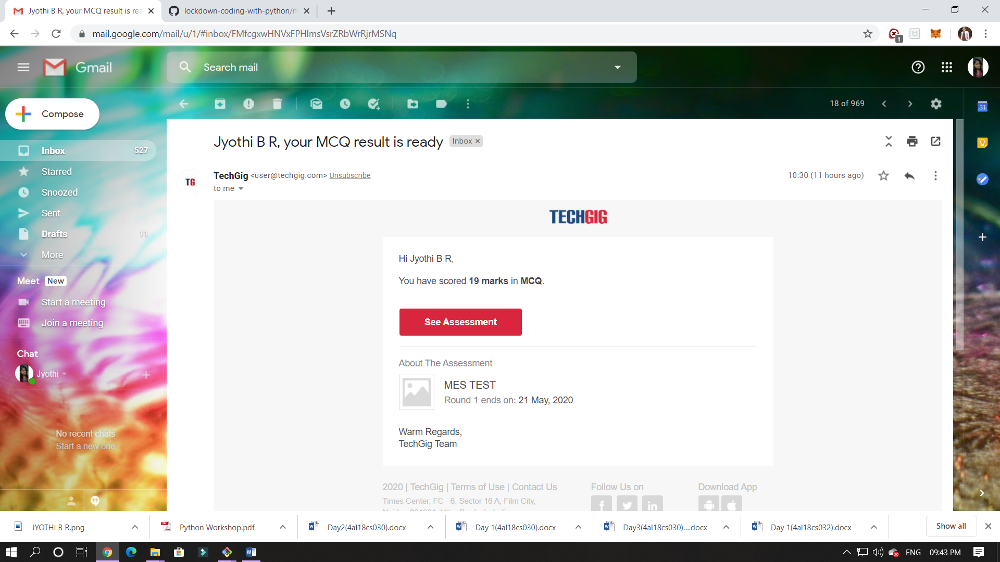 Jyothi B R, your MCQ result is rea
lockdown-coding-with-python/m
mail.google.com/mail/u/1/#inbox/FMfcgxwHNVxFPHlmsVsrZRbWrRjrMSNq
1
Gmail
Search mail
Compose
18 of 969
31
Inbox 527
Starred
Snoozed
Sent
Drafts 11
More
Meet New
Start a meeting
Join a meeting
Chat
Jyothi
No recent chats
Start a new one
Jyothi B R, your MCQ result is ready
Inbox
TG
TechGig <user@techgig.com> Unsubscribe
10:30 (11 hours ago)
to me
TECHGIG
Hi Jyothi B R,
You have scored 19 marks in MCQ.
See Assessment
About The Assessment
MES TEST
Round 1 ends on: 21 May, 2020
Warm Regards,
TechGig Team
2020 | TechGig | Terms of Use | Contact Us
Follow Us on
Download App
Times Center, FC - 6, Sector 16 A, Film City,
JYOTHI B R.png
Python Workshop.pdf
Day2(4al18cs030).docx
Day 1(4al18cs030).docx
Day3(4al18cs030)....docx
Day 1(4al18cs032).docx
Show all
ENG
09:43 PM